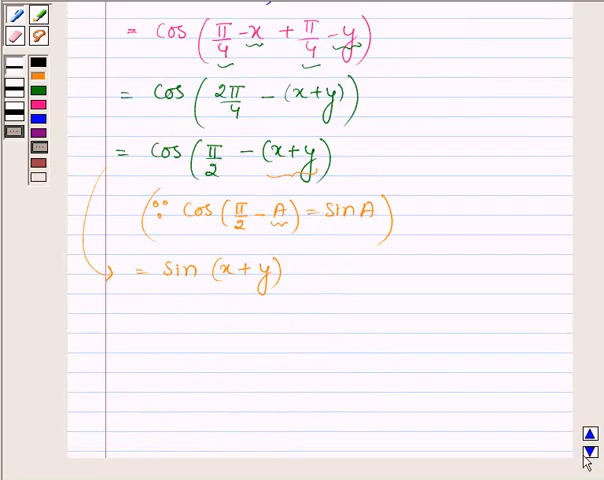 = cos (π/4 - x + π/4 - y)
= cos (2π/4 - (x+y))
= cos (π/2 - (x+y))
(∵ cos (π/2 - A) = sin A)
= sin (x + y)